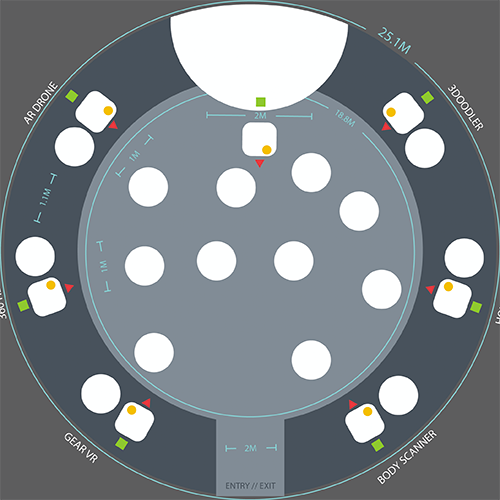 25.1M
AR DRONE
3DOODLER
2M
18.8M
1M
1.1M
1M
GEAR VR
BODY SCANNER
2M
ENTRY // EXIT